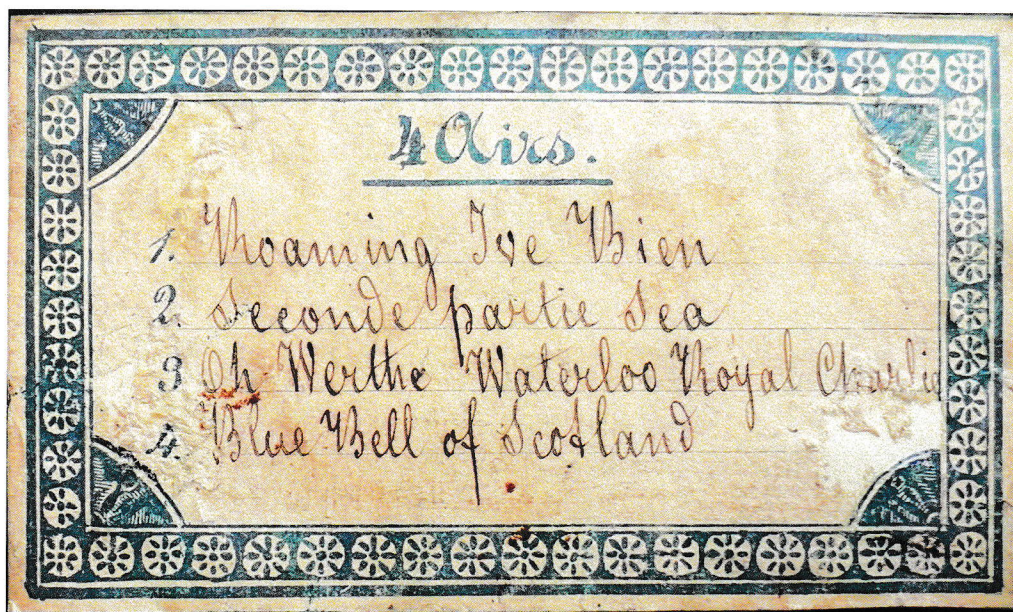 4 Airs.
1. Roaming Ive Bien
2. Seconde partie Sea
3 Oh Werthe Waterloo Royal Charlie
4. Blue Bell of Scotland